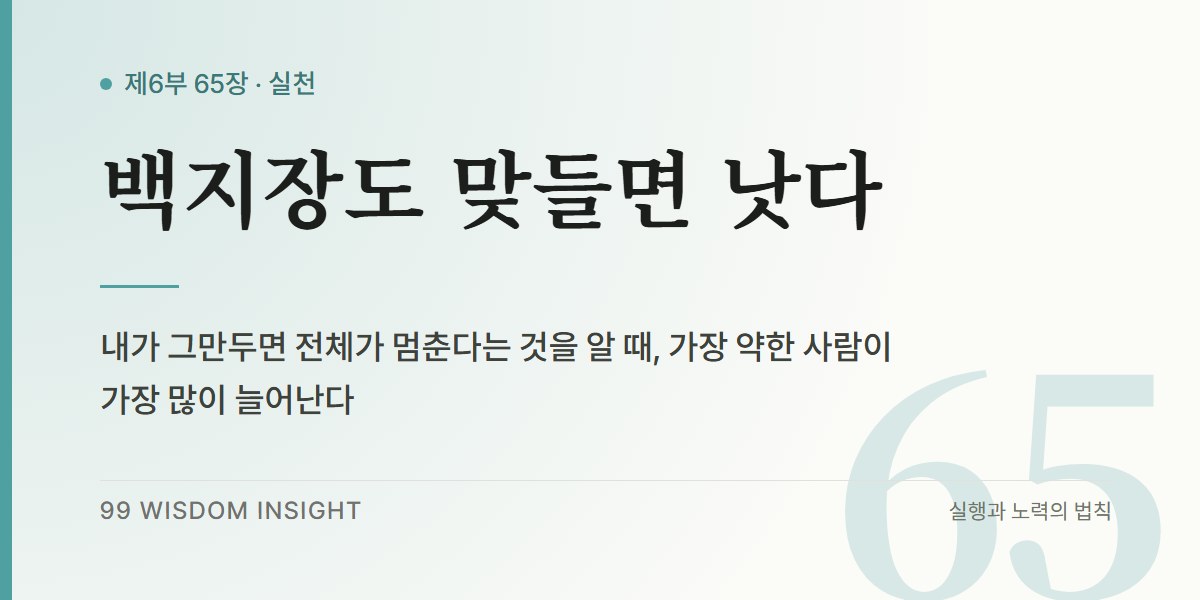 제6부 65장 · 실천
백지장도 맞들면 낫다
내가 그만두면 전체가 멈춘다는 것을 알 때, 가장 약한 사람이
가장 많이 늘어난다
65
99 WISDOM INSIGHT
실행과 노력의 법칙